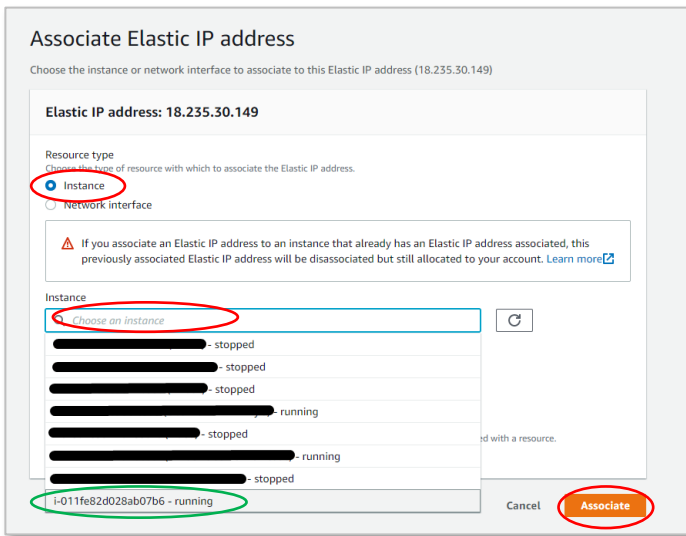 Associate Elastic IP address
Choose the instance or network interface to associate to this Elastic IP address (18.235.30.149)
Elastic IP address: 18.235.30.149
Resource type
Choose the type of resource with which to associate the Elastic IP address.
Instance
Network interface
If you associate an Elastic IP address to an instance that already has an Elastic IP address associated, this
previously associated Elastic IP address will be disassociated but still allocated to your account. Learn more
Instance
Choose an instance
- stopped
- stopped
- stopped
- running
- stopped
ed with a resource.
- running
- stopped
i-011fe82d028ab07b6 - running
Cancel
Associate